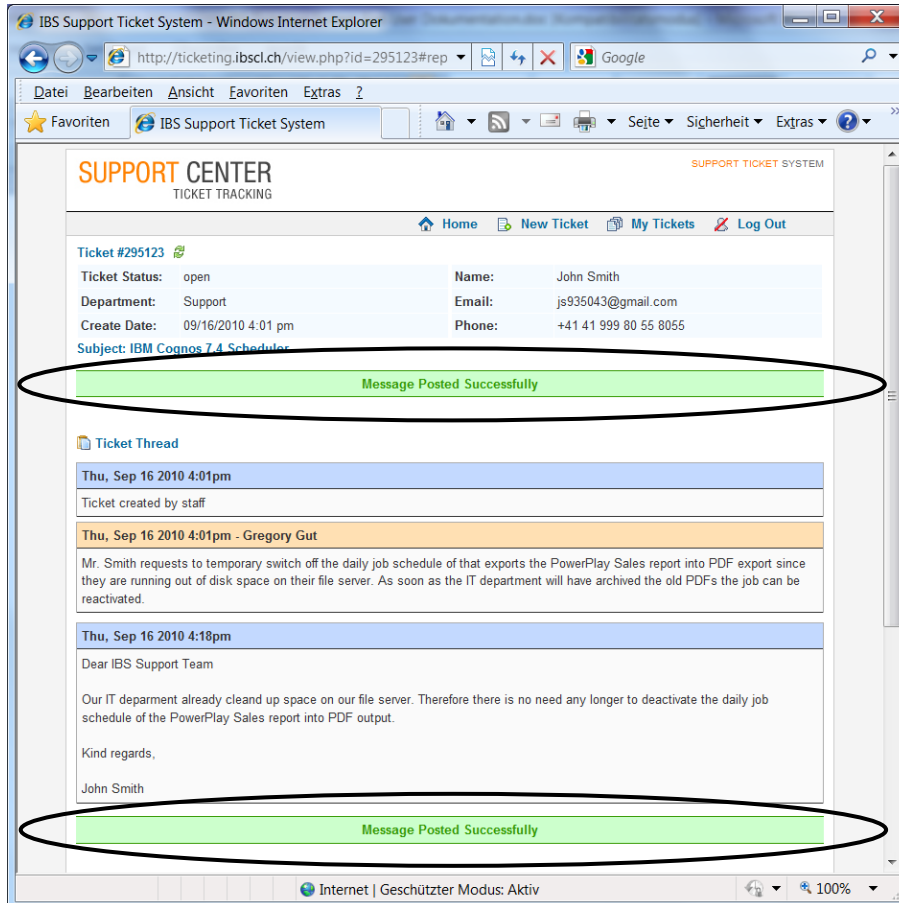 IBS Support Ticket System - Windows Internet Explorer
http://ticketing.ibscl.ch/view.php?id=295123#rep
Google
Datei Bearbeiten Ansicht Favoriten Extras ?
Favoriten IBS Support Ticket System Seite Sicherheit Extras
SUPPORT CENTER
TICKET TRACKING
SUPPORT TICKET SYSTEM
Home New Ticket My Tickets Log Out
Ticket #295123
Ticket Status: open Name: John Smith
Department: Support Email: js935043@gmail.com
Create Date: 09/16/2010 4:01 pm Phone: +41 41 999 80 55 8055
Subject: IBM Cognos 7.4 Scheduler
Message Posted Successfully
Ticket Thread
Thu, Sep 16 2010 4:01pm
Ticket created by staff
Thu, Sep 16 2010 4:01pm - Gregory Gut
Mr. Smith requests to temporary switch off the daily job schedule of that exports the PowerPlay Sales report into PDF export since
they are running out of disk space on their file server. As soon as the IT department will have archived the old PDFs the job can be
reactivated.
Thu, Sep 16 2010 4:18pm
Dear IBS Support Team
Our IT deparment already cleand up space on our file server. Therefore there is no need any longer to deactivate the daily job
schedule of the PowerPlay Sales report into PDF output.
Kind regards,
John Smith
Message Posted Successfully
Internet | Geschützter Modus: Aktiv 100%